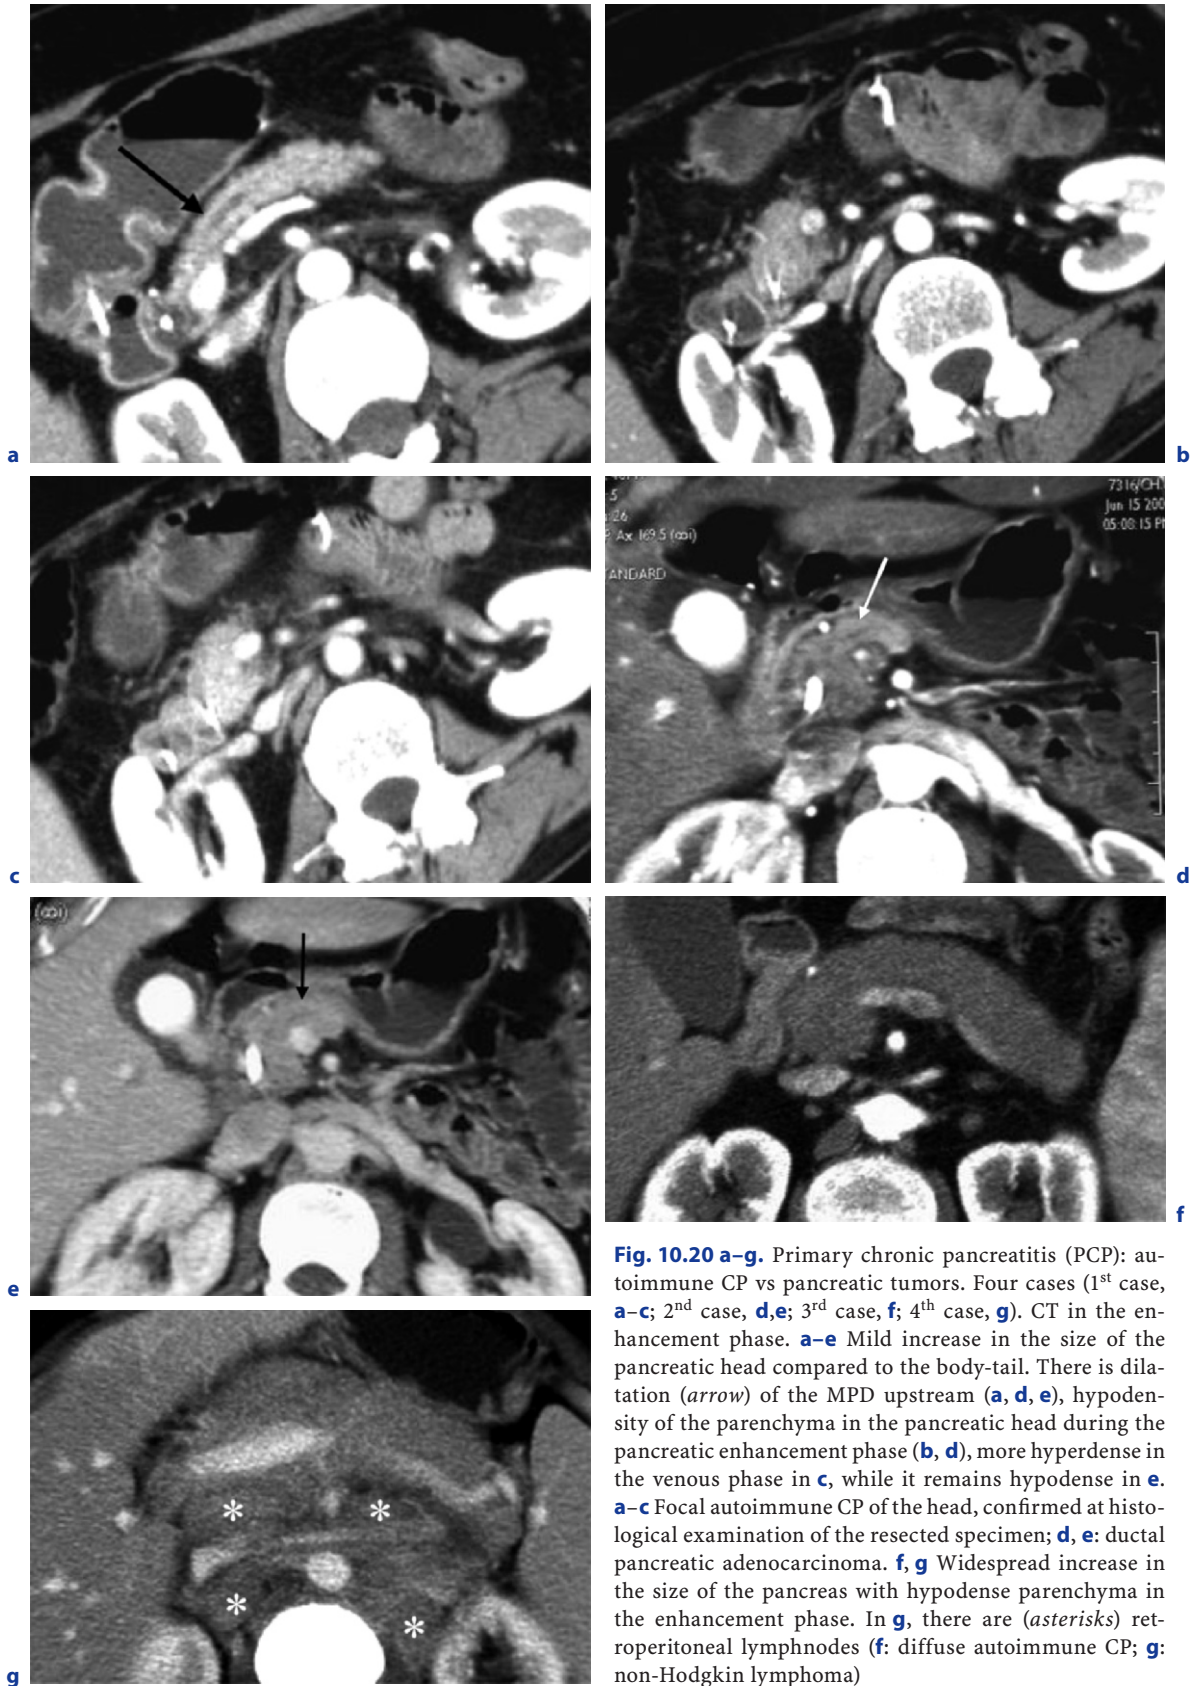 a
b
c
: 5
: 26
Ax 169.5 (coi)
TANDARD
7316/CH.
Jun 15 200
05:08:15 P
d
(coi)
e
f
g
* *
* *
Fig. 10.20 a–g. Primary chronic pancreatitis (PCP): au-
toimmune CP vs pancreatic tumors. Four cases (1st case,
a–c; 2nd case, d,e; 3rd case, f; 4th case, g). CT in the en-
hancement phase. a–e Mild increase in the size of the
pancreatic head compared to the body-tail. There is dila-
tation (arrow) of the MPD upstream (a, d, e), hypoden-
sity of the parenchyma in the pancreatic head during the
pancreatic enhancement phase (b, d), more hyperdense in
the venous phase in c, while it remains hypodense in e.
a–c Focal autoimmune CP of the head, confirmed at histo-
logical examination of the resected specimen; d, e: ductal
pancreatic adenocarcinoma. f, g Widespread increase in
the size of the pancreas with hypodense parenchyma in
the enhancement phase. In g, there are (asterisks) ret-
roperitoneal lymphnodes (f: diffuse autoimmune CP; g:
non-Hodgkin lymphoma)